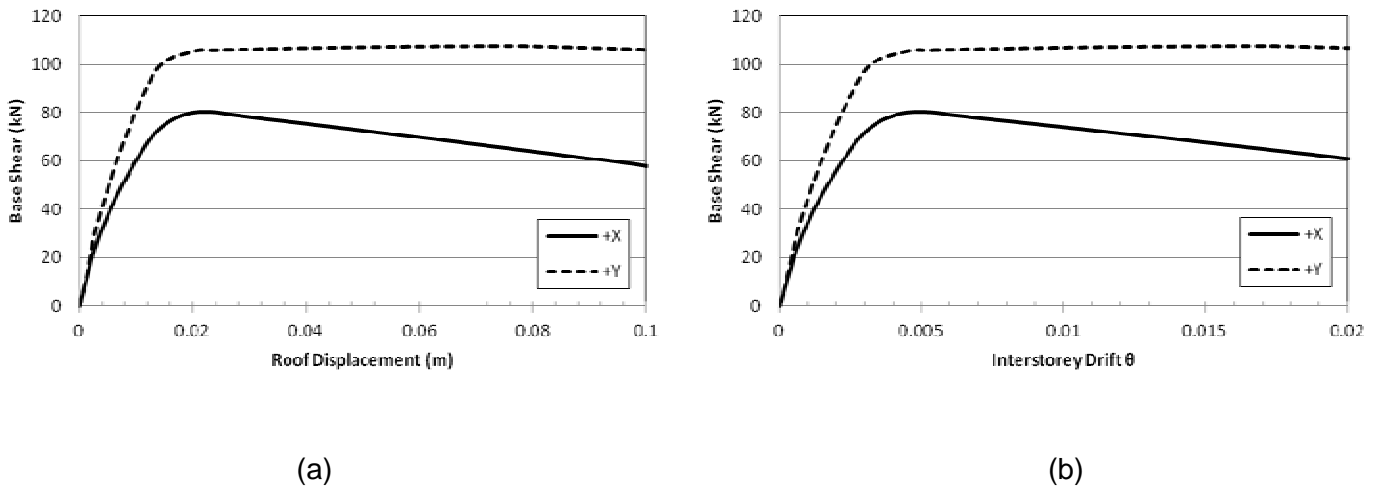 120
100
80
60
40
20
0
Base Shear (kN)
0 0.02 0.04 0.06 0.08 0.1
Roof Displacement (m)
+X
+Y
(a)
120
100
80
60
40
20
0
Base Shear (kN)
0 0.005 0.01 0.015 0.02
Interstorey Drift θ
+X
+Y
(b)